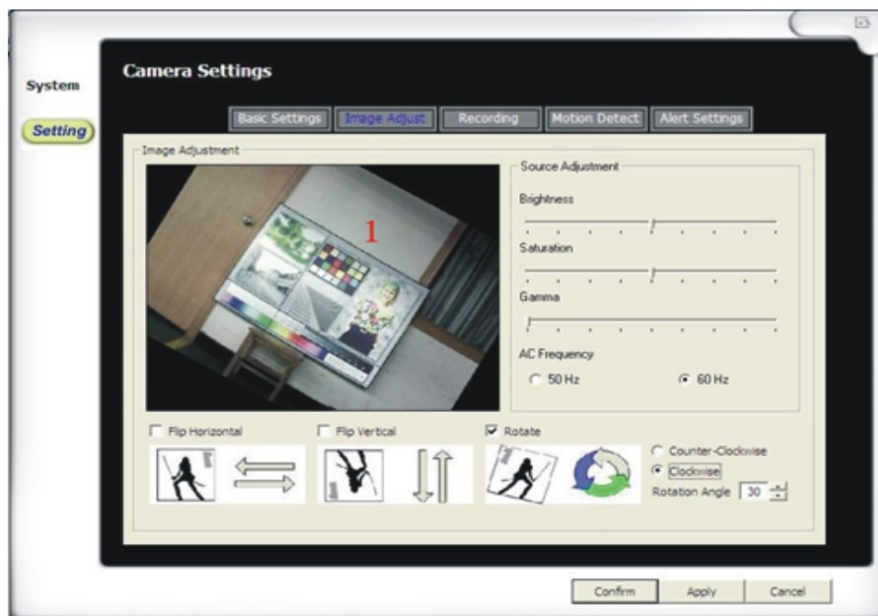 Camera Settings
System
Setting
Basic Settings
Image Adjust
Recording
Motion Detect
Alert Settings
Image Adjustment
1
Source Adjustment
Brightness
Saturation
Gamma
AC Frequency
50 Hz
60 Hz
Flip Horizontal
Flip Vertical
Rotate
Counter-Clockwise
Clockwise
Rotation Angle 30
Confirm
Apply
Cancel